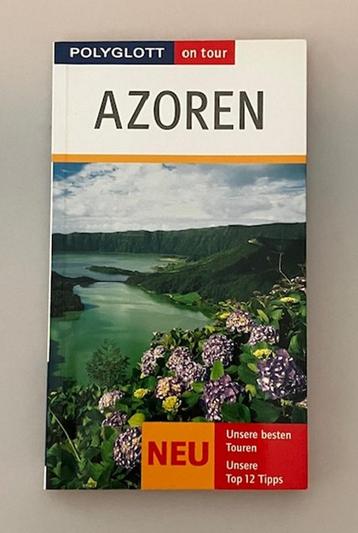 POLYGLOTT on tour
AZOREN
NEU
Unsere besten
Touren
Unsere
Top 12 Tipps